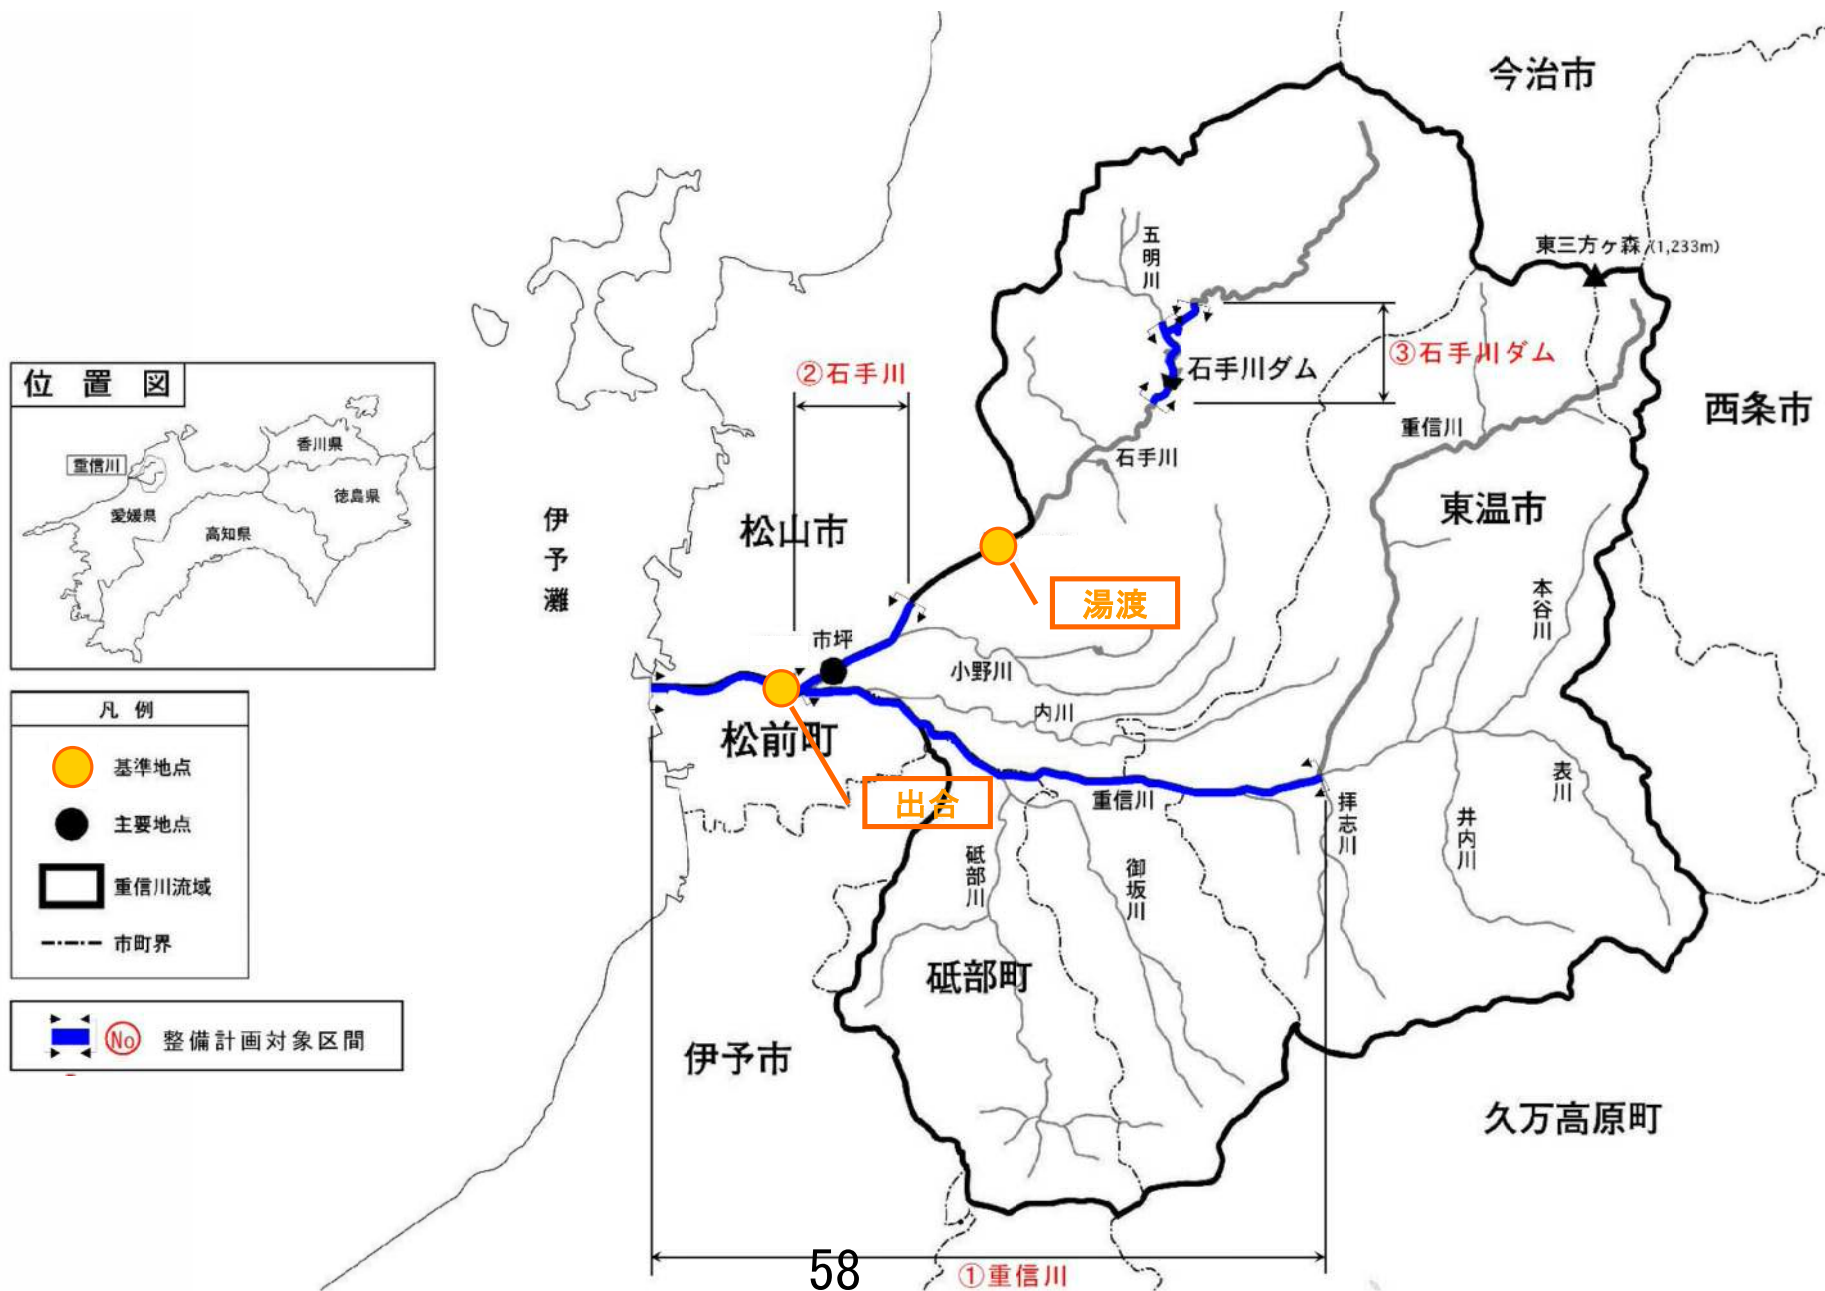 今治市
東三方ヶ森 (1,233m)
五明川
③石手川ダム
石手川ダム
②石手川
西条市
重信川
石手川
東温市
松山市
伊予灘
湯渡
本谷川
市坪
小野川
内川
松前町
出合
重信川
拝志川
表川
井内川
砥部川
御坂川
砥部町
伊予市
久万高原町
58
①重信川
位置図
香川県
重信川
徳島県
愛媛県
高知県
凡例
基準地点
主要地点
重信川流域
市町界
No 整備計画対象区間